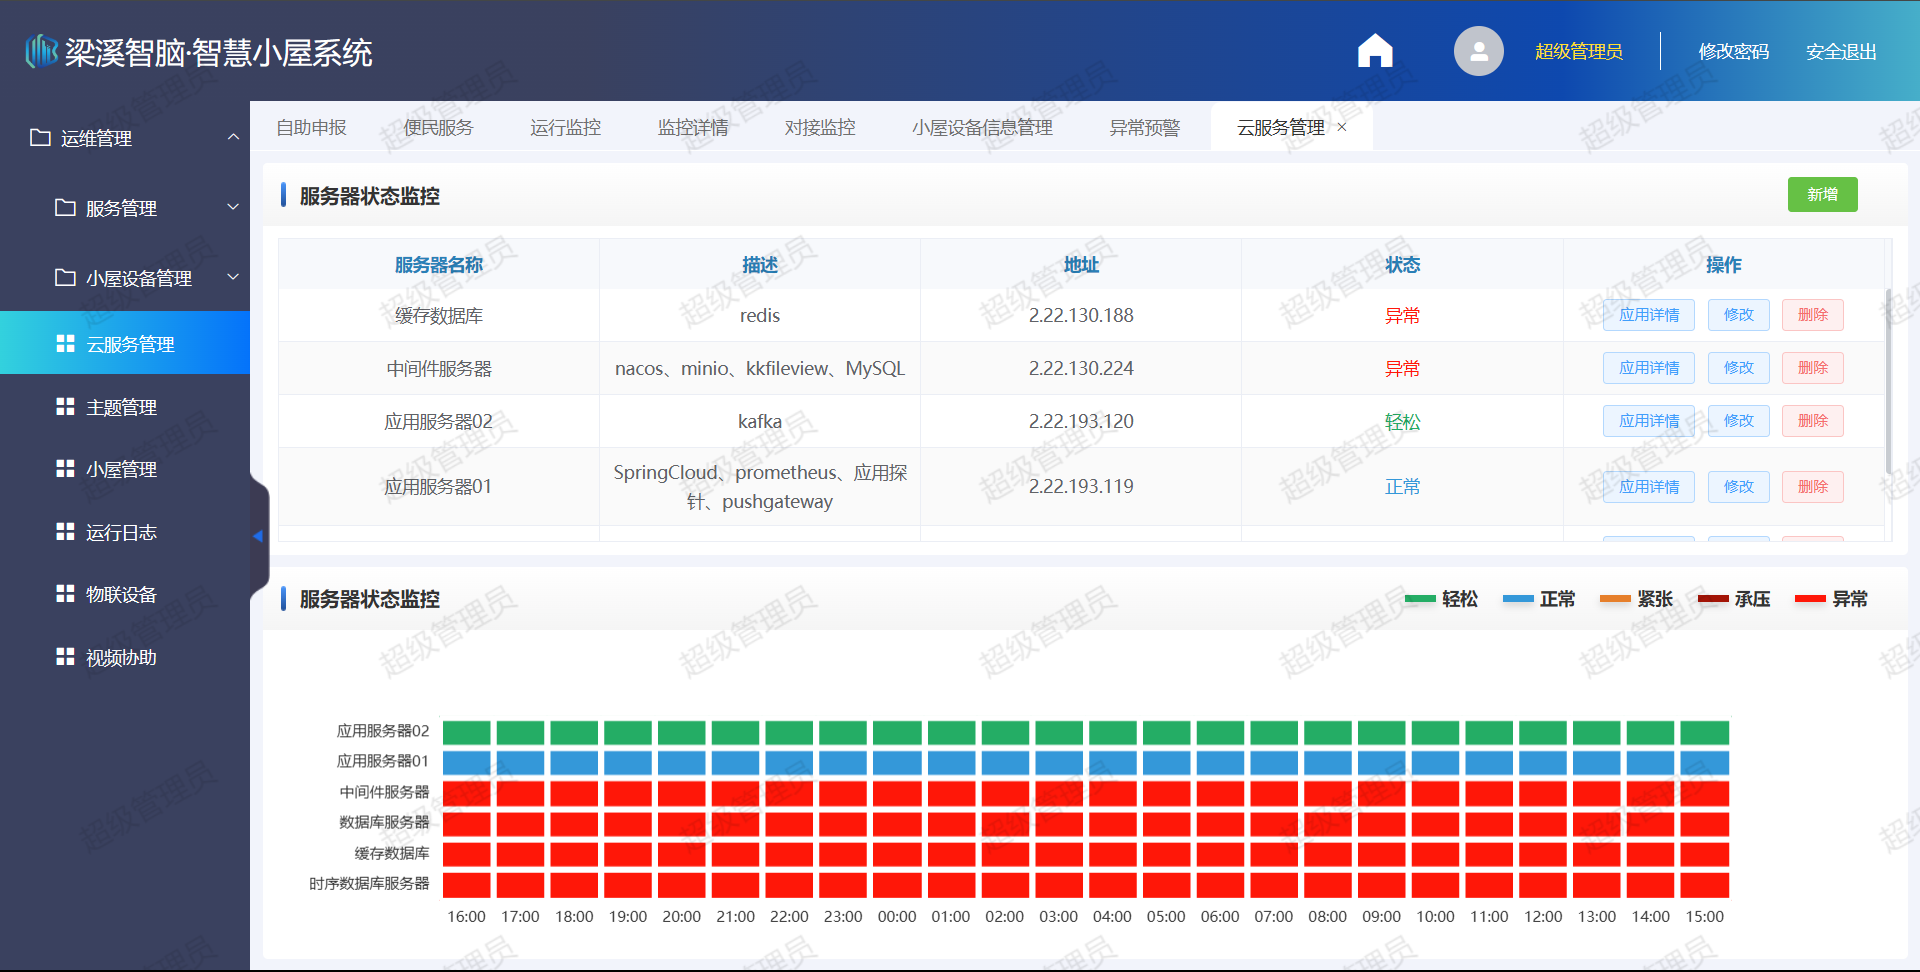 梁溪智脑·智慧小屋系统
超级管理员 修改密码 安全退出
运维管理
服务管理
小屋设备管理
云服务管理
主题管理
小屋管理
运行日志
物联设备
视频协助
自助申报 便民服务 运行监控 监控详情 对接监控 小屋设备信息管理 异常预警 云服务管理 ×
服务器状态监控 新增
服务器名称 描述 地址 状态 操作
缓存数据库 redis 2.22.130.188 异常 应用详情 修改 删除
中间件服务器 nacos、minio、kkfileview、MySQL 2.22.130.224 异常 应用详情 修改 删除
应用服务器02 kafka 2.22.193.120 轻松 应用详情 修改 删除
应用服务器01 SpringCloud、prometheus、应用探针、pushgateway 2.22.193.119 正常 应用详情 修改 删除
服务器状态监控 轻松 正常 紧张 承压 异常
应用服务器02
应用服务器01
中间件服务器
数据库服务器
缓存数据库
时序数据库服务器
16:00 17:00 18:00 19:00 20:00 21:00 22:00 23:00 00:00 01:00 02:00 03:00 04:00 05:00 06:00 07:00 08:00 09:00 10:00 11:00 12:00 13:00 14:00 15:00
超级管理员